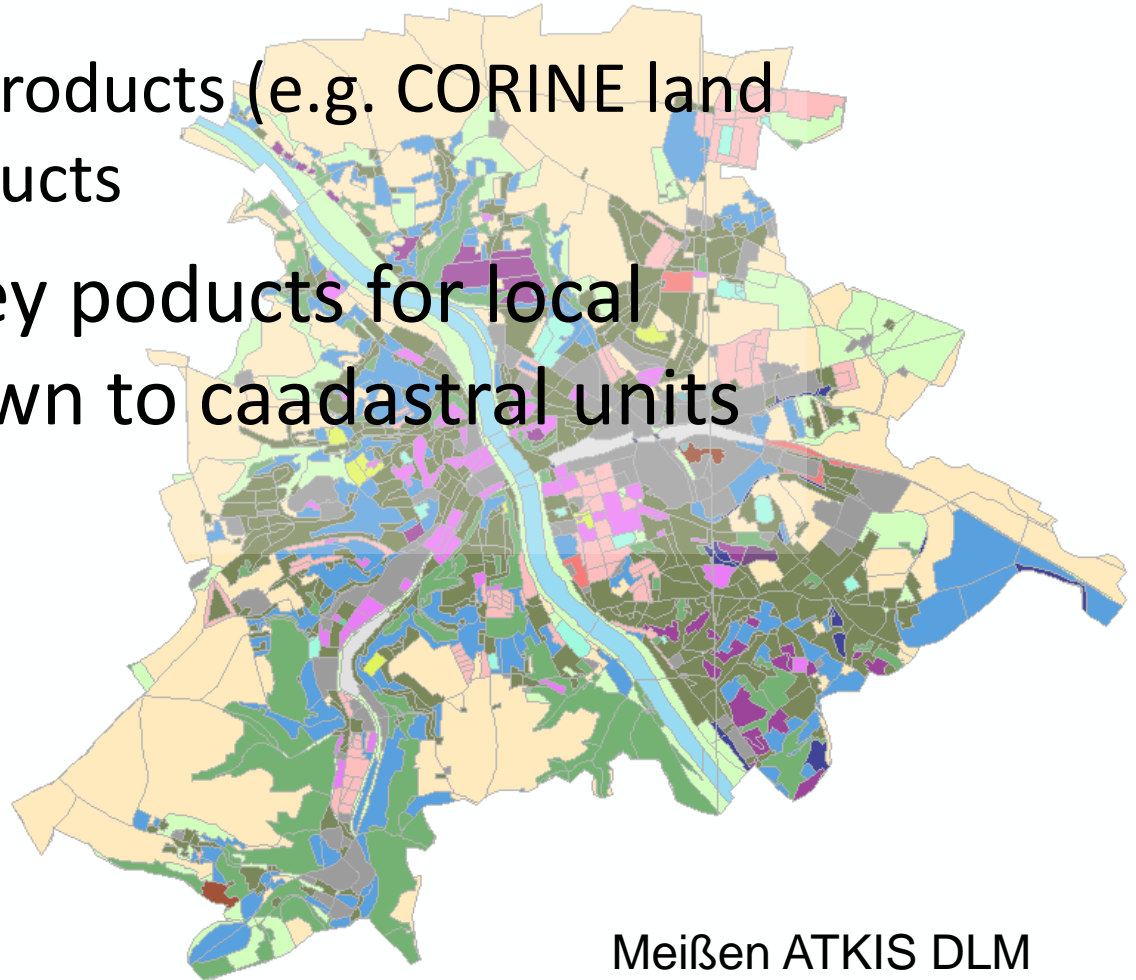 roducts (e.g. CORINE land
ucts
ey poducts for local
wn to caadastral units
Meißen ATKIS DLM